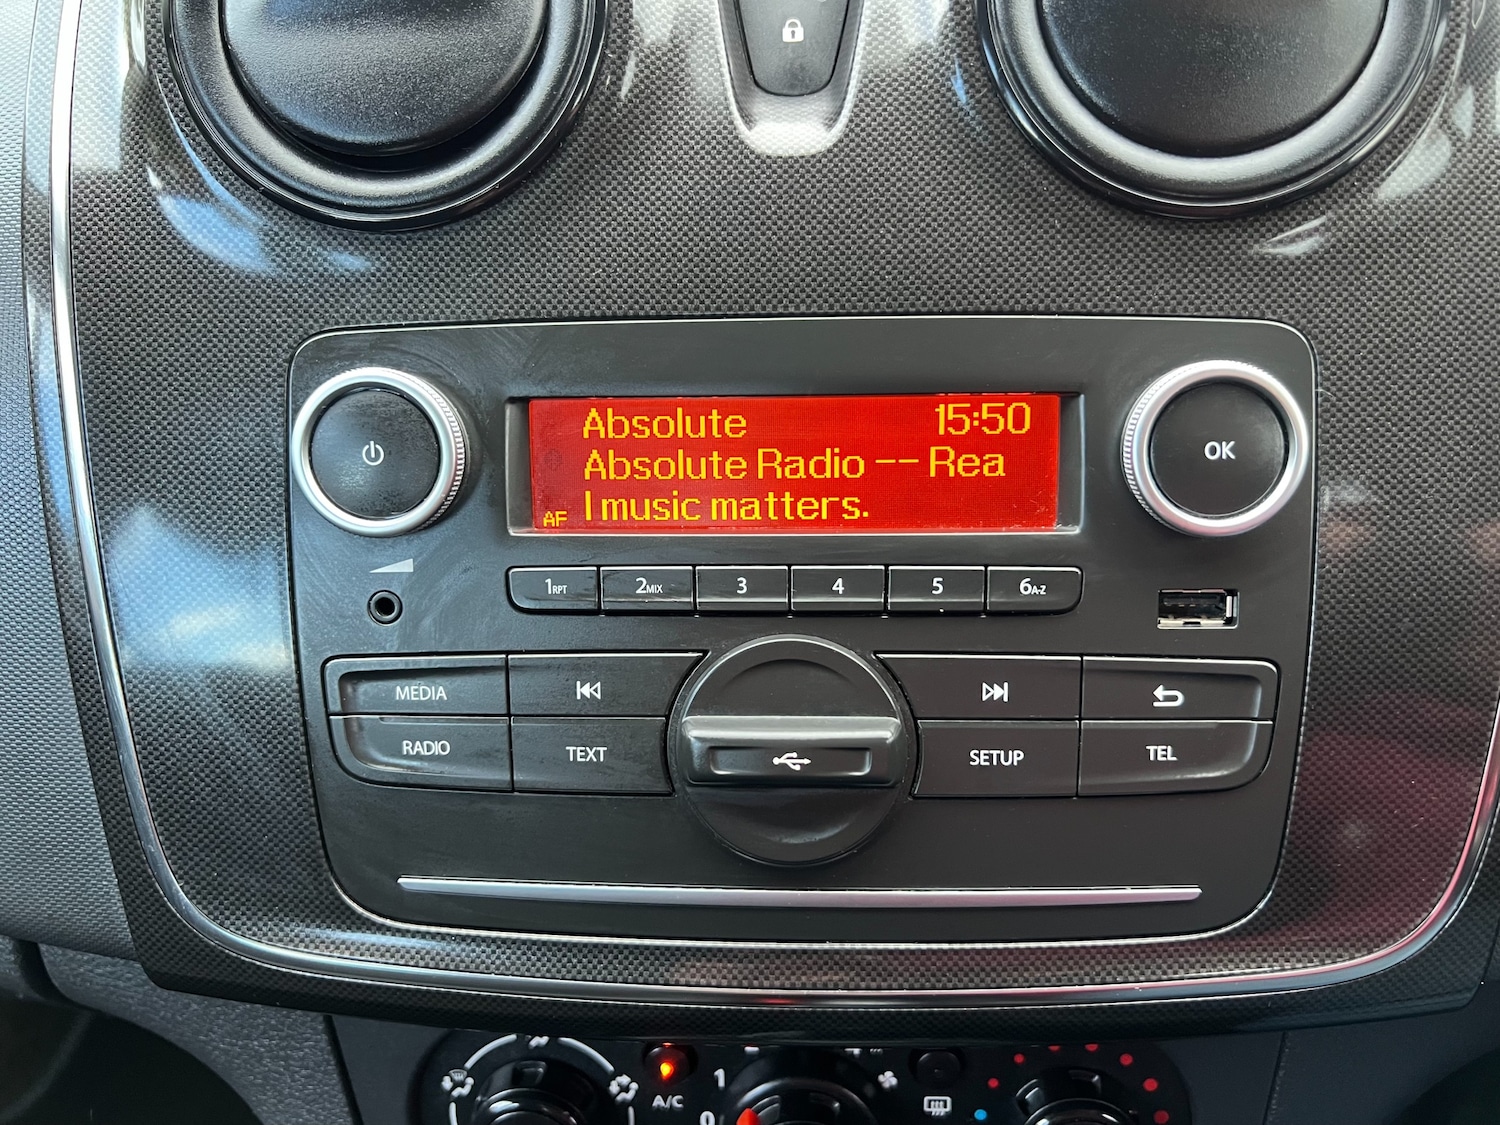 Absolute 15:50
Absolute Radio -- Rea
l music matters.
AF
OK
1RPT 2MIX 3 4 5 6A-Z
MEDIA
RADIO TEXT SETUP TEL
A/C 1
0